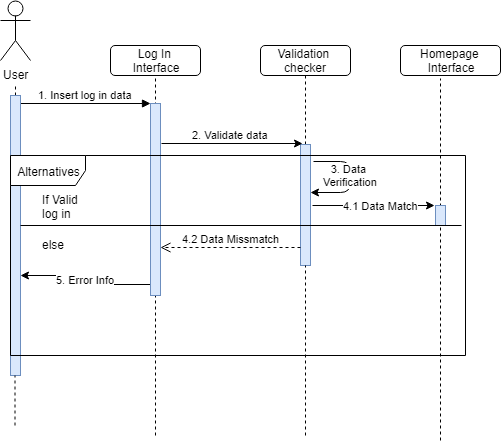 User
Log In
Interface
Validation
checker
Homepage
Interface
1. Insert log in data
2. Validate data
Alternatives
3. Data
Verification
If Valid
log in
4.1 Data Match
else
4.2 Data Missmatch
5. Error Info